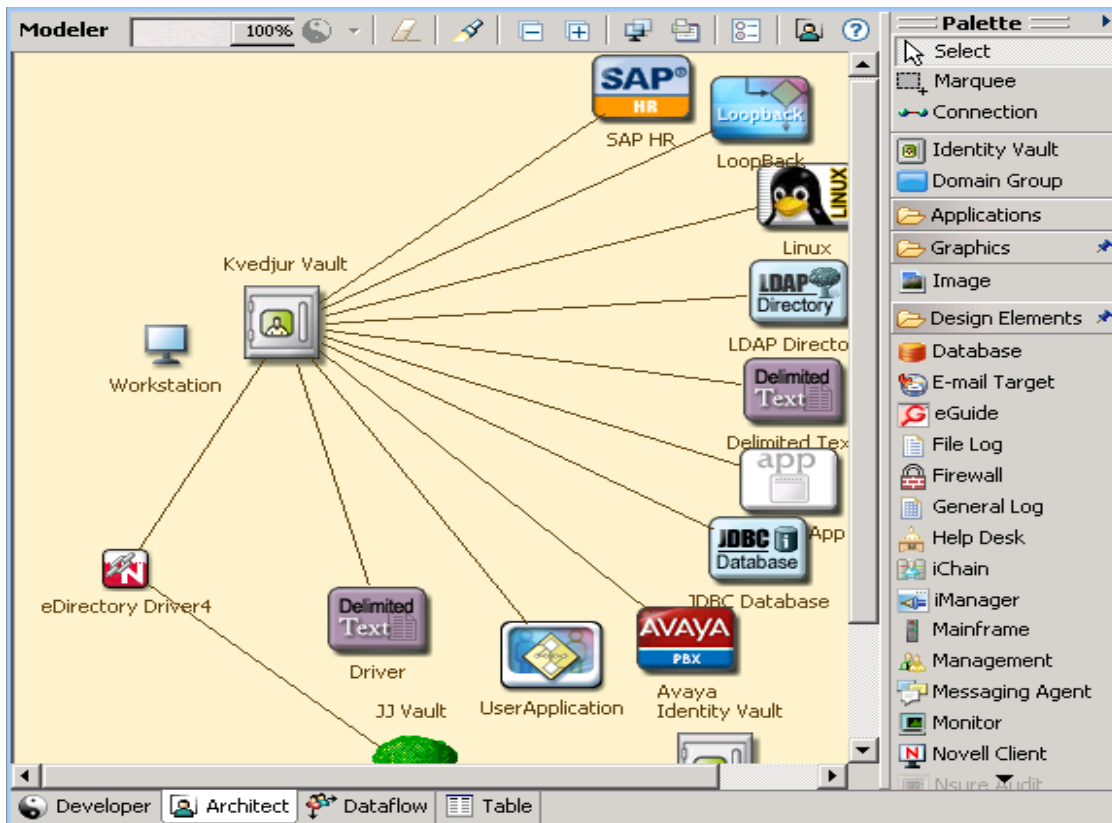 Modeler
100%
SAP®
HR
SAP HR
Loopback
LoopBack
LINUX
Linux
Kvedjur Vault
LDAP
Directory
LDAP Directo
Workstation
Delimited
Text
Delimited Tex
app
App
JDBC
Database
JDBC Database
N
eDirectory Driver4
Delimited
Text
Driver
AVAYA
PBX
Avaya
UserApplication
JJ Vault
Identity Vault
Developer
Architect
Dataflow
Table
Palette
Select
Marquee
Connection
Identity Vault
Domain Group
Applications
Graphics
Image
Design Elements
Database
E-mail Target
eGuide
File Log
Firewall
General Log
Help Desk
iChain
iManager
Mainframe
Management
Messaging Agent
Monitor
Novell Client
Nsure Audit